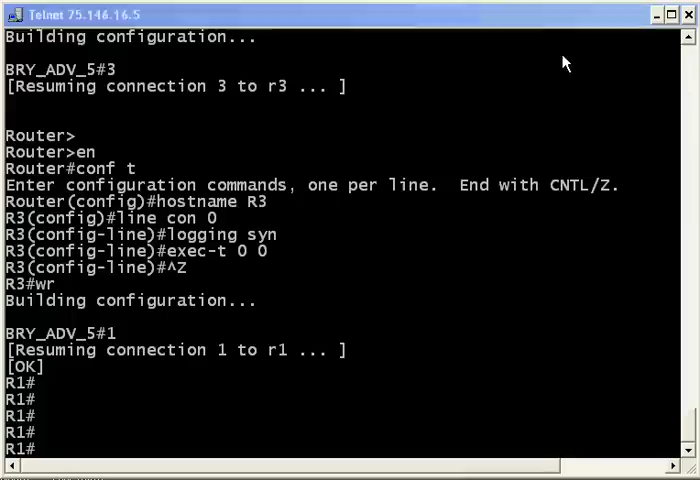 Telnet 75.146.16.5
Building configuration...
BRY_ADV_5#3
[Resuming connection 3 to r3 ... ]
Router>
Router>en
Router#conf t
Enter configuration commands, one per line.  End with CNTL/Z.
Router(config)#hostname R3
R3(config)#line con 0
R3(config-line)#logging syn
R3(config-line)#exec-t 0 0
R3(config-line)#^Z
R3#wr
Building configuration...
BRY_ADV_5#1
[Resuming connection 1 to r1 ... ]
[OK]
R1#
R1#
R1#
R1#
R1#